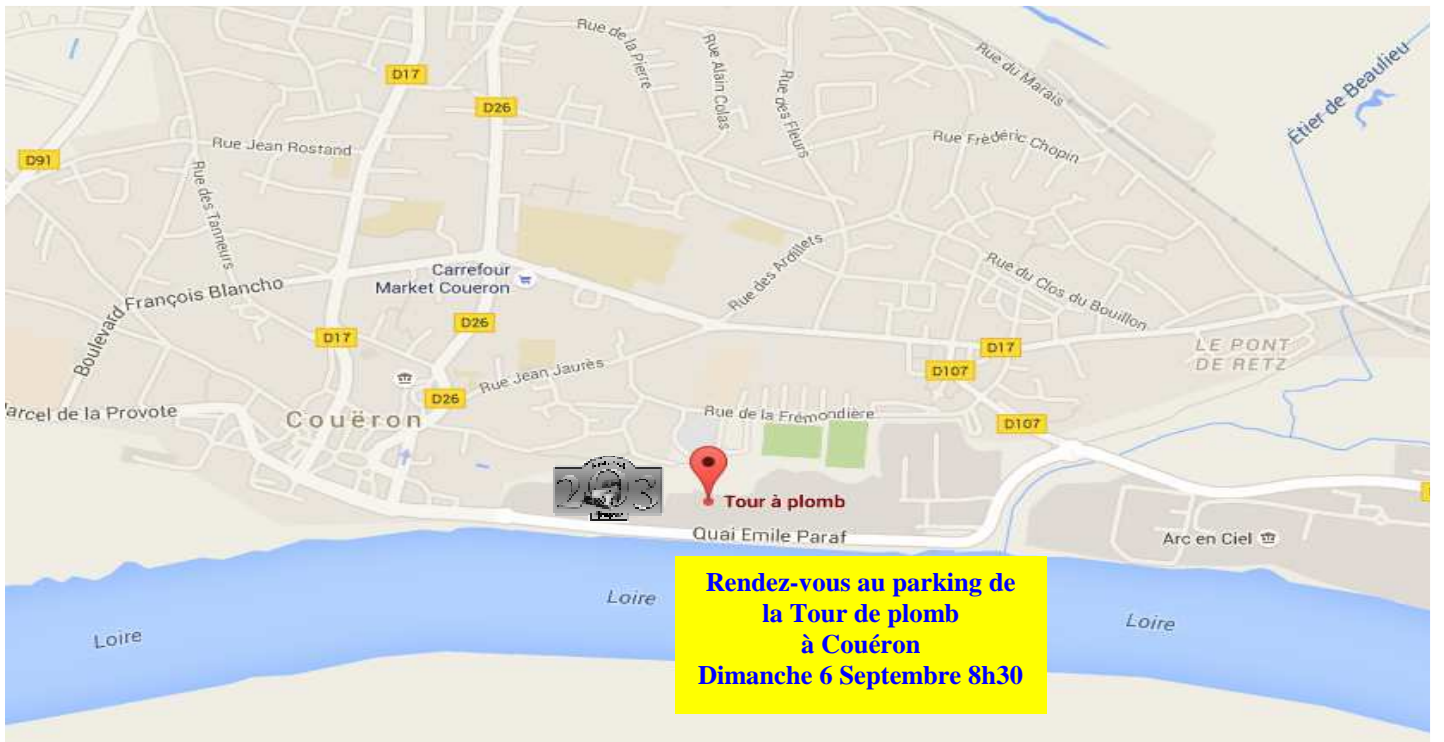 Rue de la Pierre
Rue Alain Colas
Rue des Fleurs
Rue du Marais
Étier de Beaulieu
D17
D26
Rue Frédéric Chopin
D91
Rue Jean Rostand
Rue des Tanneurs
Rue des Ardillets
Carrefour
Market Coueron
Rue du Clos du Bouillon
Boulevard François Blancho
D26
D17
D17
LE PONT
DE RETZ
D107
Rue Jean Jaurès
D26
arcel de la Provote
Couëron
Rue de la Frémondière
D107
203
Tour à plomb
Quai Emile Paraf
Arc en Ciel
Loire
Loire
Loire
Rendez-vous au parking de
la Tour de plomb
à Couéron
Dimanche 6 Septembre 8h30